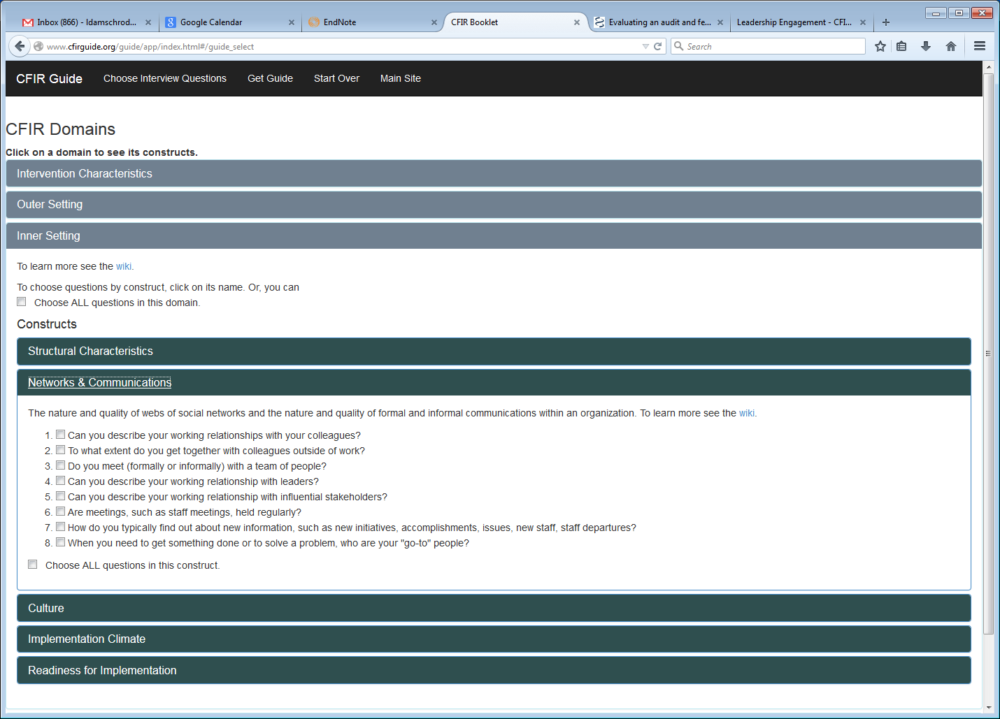 Inbox (866) - ldamschrod...
Google Calendar
EndNote
CFIR Booklet
Evaluating an audit and fe...
Leadership Engagement - CFI...
www.cfirguide.org/guide/app/index.html#/guide_select
Search
CFIR Guide
Choose Interview Questions
Get Guide
Start Over
Main Site
CFIR Domains
Click on a domain to see its constructs.
Intervention Characteristics
Outer Setting
Inner Setting
To learn more see the wiki.
To choose questions by construct, click on its name. Or, you can
Choose ALL questions in this domain.
Constructs
Structural Characteristics
Networks & Communications
The nature and quality of webs of social networks and the nature and quality of formal and informal communications within an organization. To learn more see the wiki.
1. Can you describe your working relationships with your colleagues?
2. To what extent do you get together with colleagues outside of work?
3. Do you meet (formally or informally) with a team of people?
4. Can you describe your working relationship with leaders?
5. Can you describe your working relationship with influential stakeholders?
6. Are meetings, such as staff meetings, held regularly?
7. How do you typically find out about new information, such as new initiatives, accomplishments, issues, new staff, staff departures?
8. When you need to get something done or to solve a problem, who are your "go-to" people?
Choose ALL questions in this construct.
Culture
Implementation Climate
Readiness for Implementation